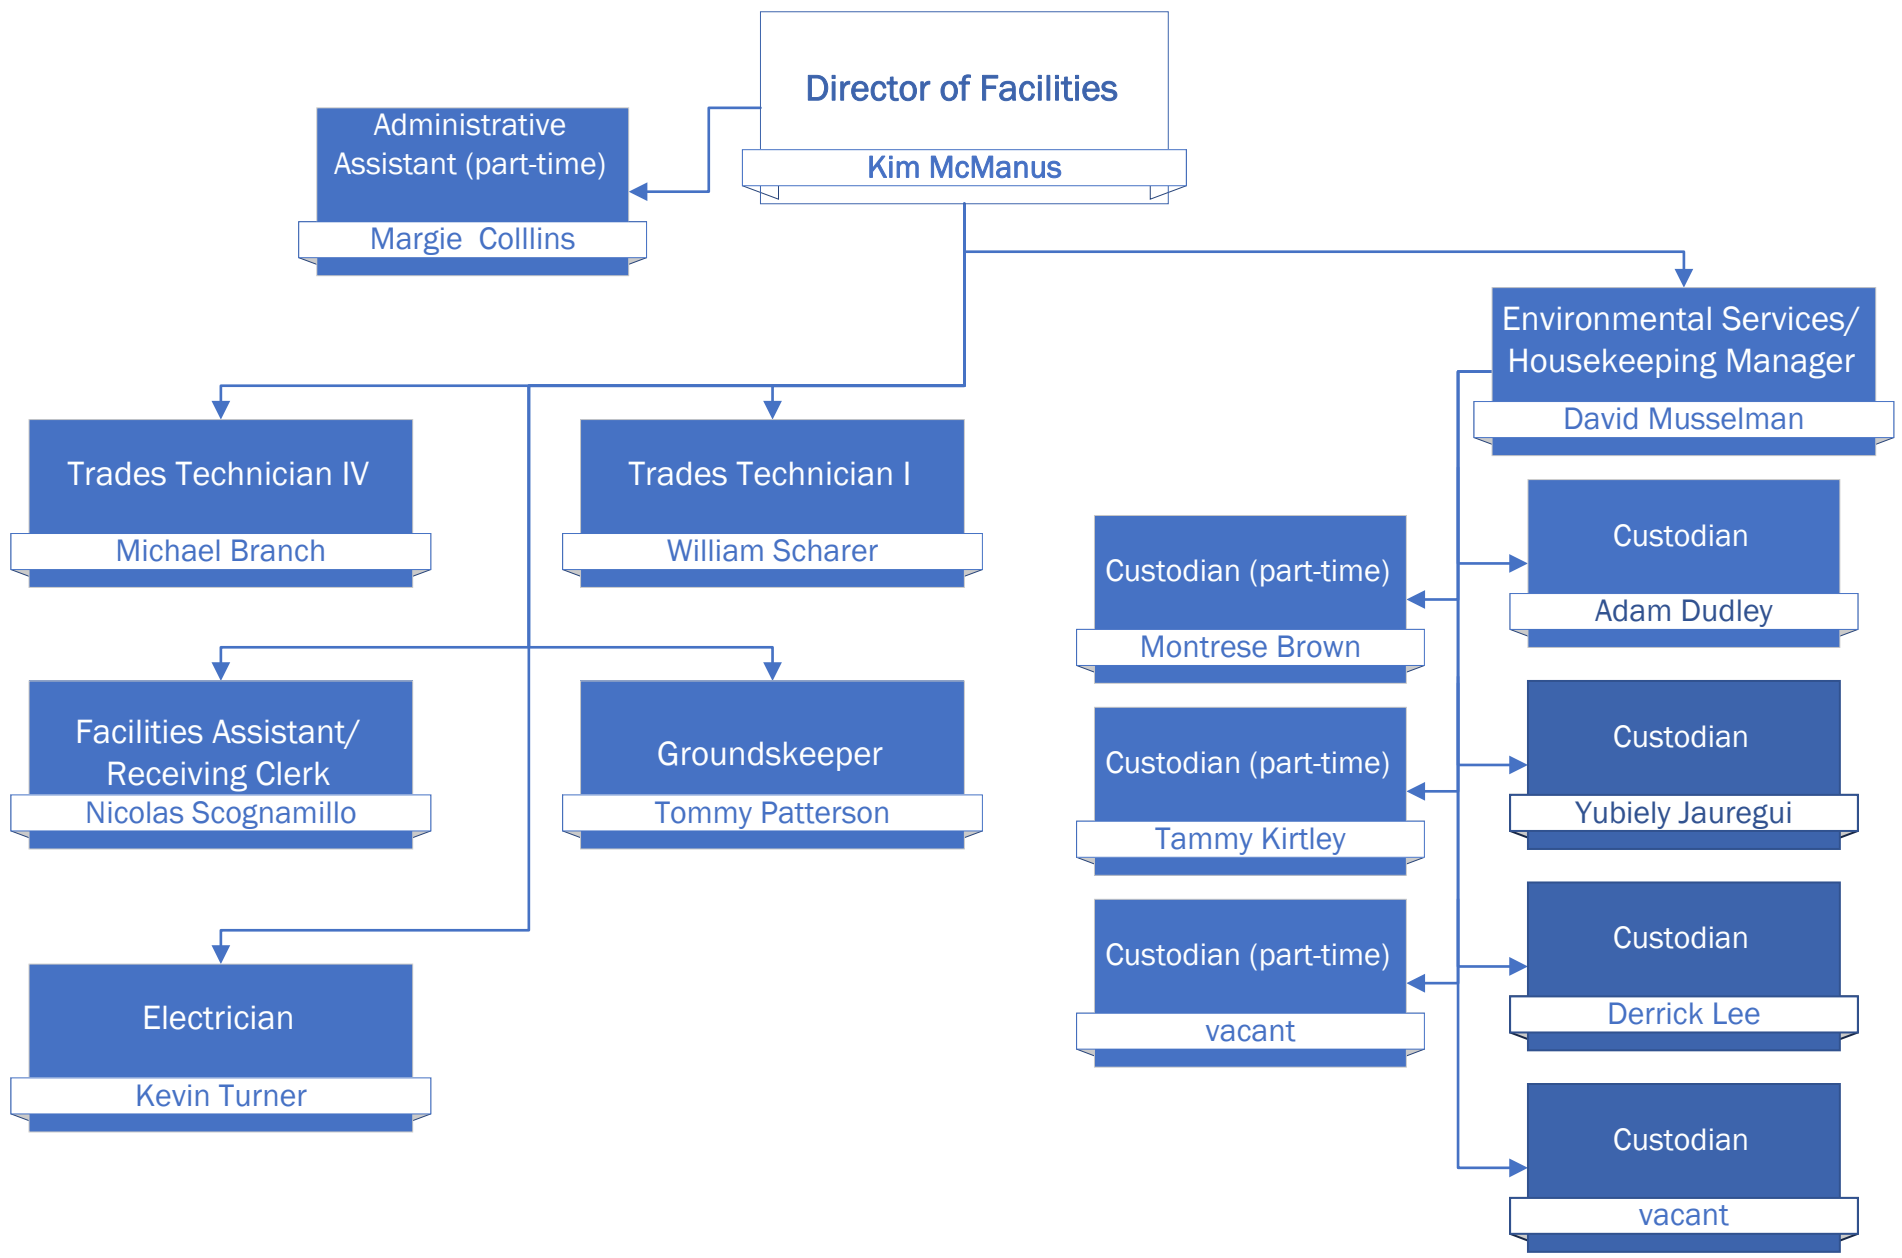 Director of Facilities
Kim McManus
Administrative
Assistant (part-time)
Margie  Colllins
Environmental Services/
Housekeeping Manager
David Musselman
Trades Technician IV
Michael Branch
Trades Technician I
William Scharer
Facilities Assistant/
Receiving Clerk
Nicolas Scognamillo
Groundskeeper
Tommy Patterson
Electrician
Kevin Turner
Custodian (part-time)
Montrese Brown
Custodian (part-time)
Tammy Kirtley
Custodian (part-time)
vacant
Custodian
Adam Dudley
Custodian
Yubiely Jauregui
Custodian
Derrick Lee
Custodian
vacant